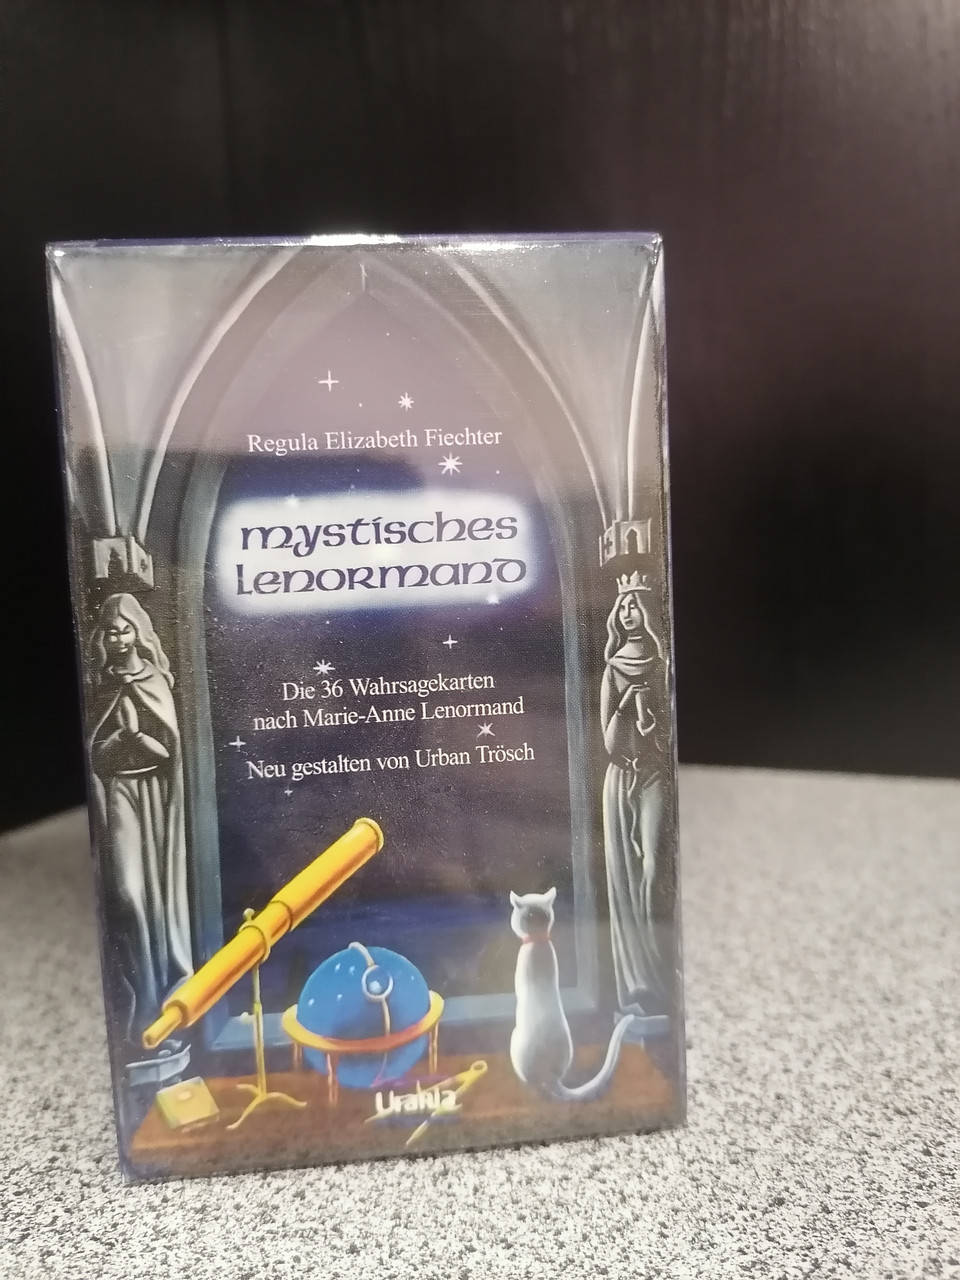 Regula Elizabeth Fiechter
mystisches
Lenormand
Die 36 Wahrsagekarten
nach Marie-Anne Lenormand
Neu gestalten von Urban Trösch
Urania